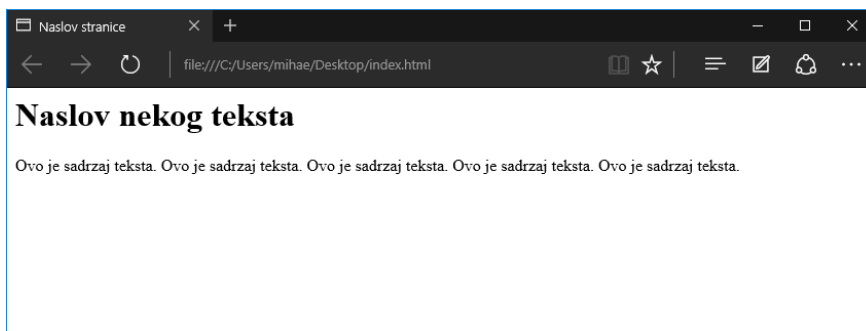 Naslov stranice
file:///C:/Users/mihae/Desktop/index.html
Naslov nekog teksta
Ovo je sadrzaj teksta. Ovo je sadrzaj teksta. Ovo je sadrzaj teksta. Ovo je sadrzaj teksta. Ovo je sadrzaj teksta.